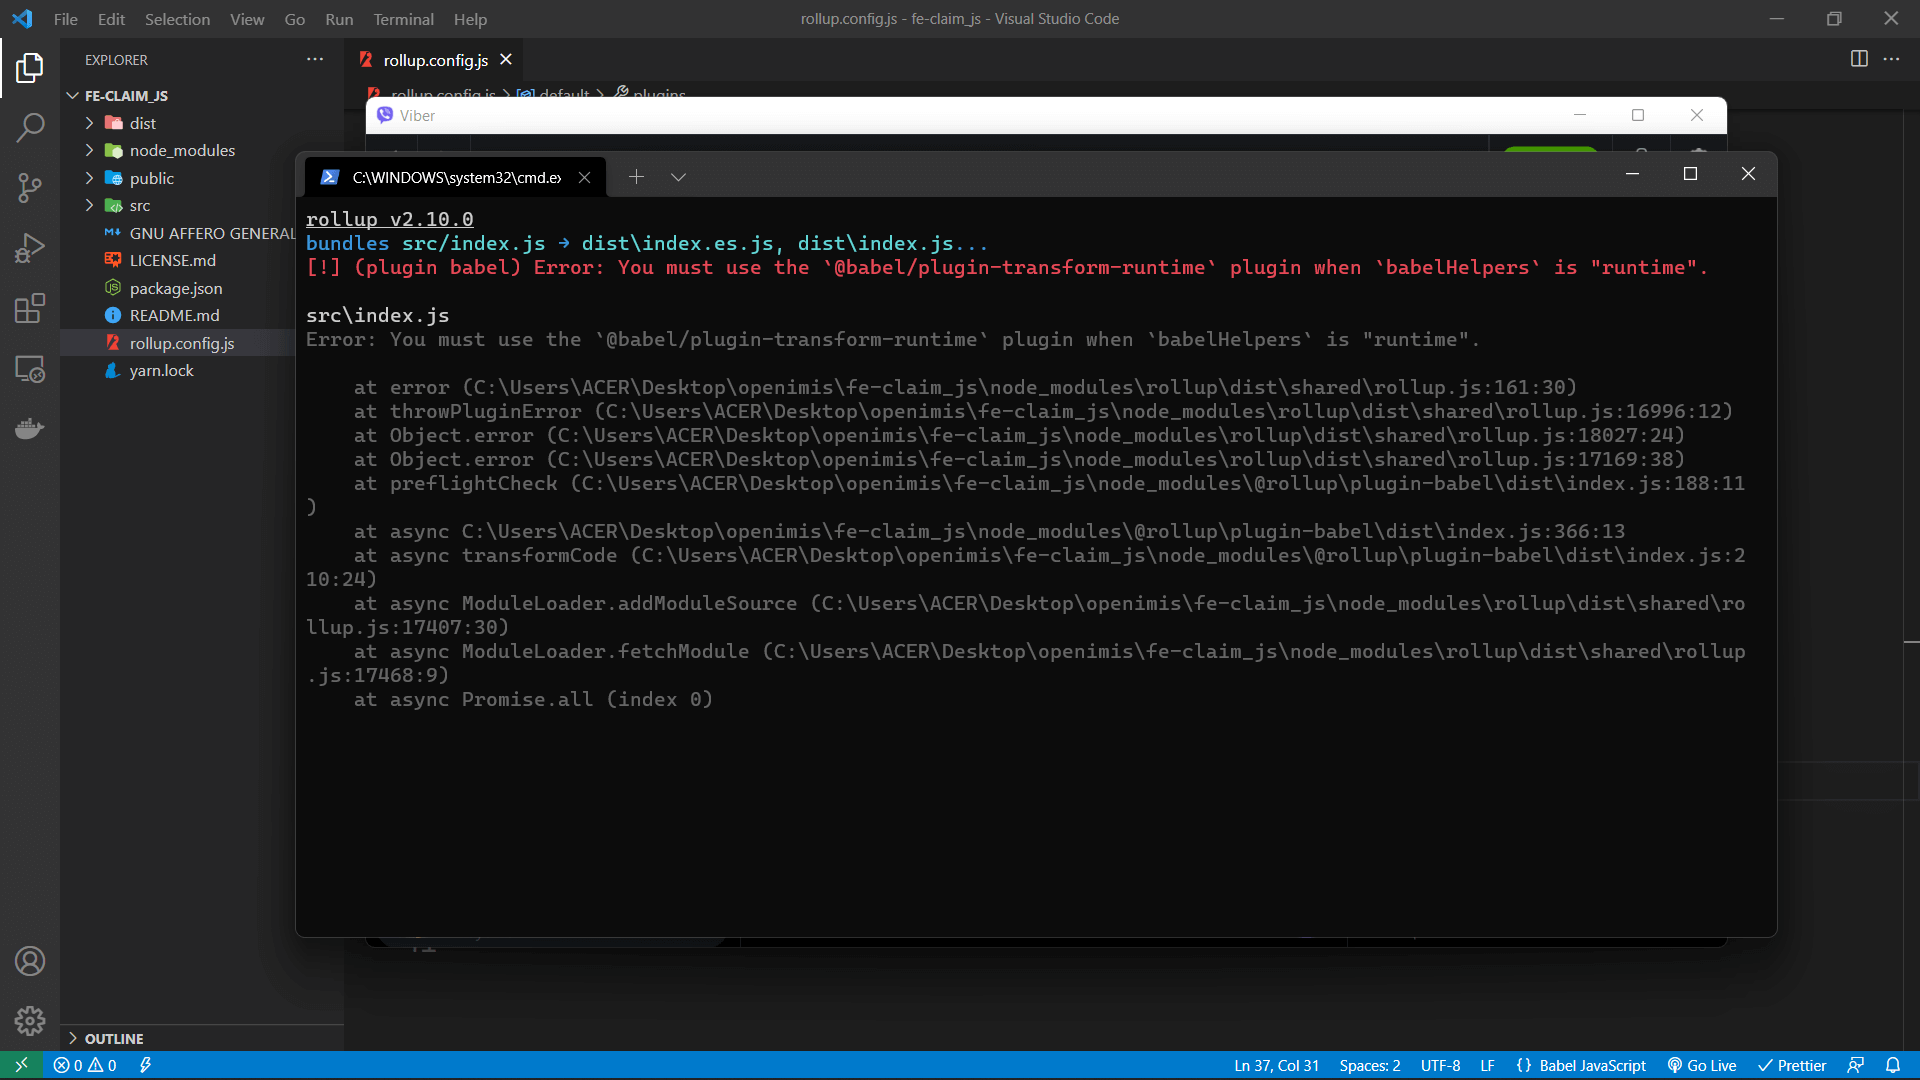 File Edit Selection View Go Run Terminal Help
rollup.config.js - fe-claim_js - Visual Studio Code
EXPLORER
rollup.config.js
rollup.config.js > default > plugins
FE-CLAIM_JS
dist
node_modules
public
src
GNU AFFERO GENERAL
LICENSE.md
package.json
README.md
rollup.config.js
yarn.lock
Viber
C:\WINDOWS\system32\cmd.ex
rollup v2.10.0
bundles src/index.js → dist\index.es.js, dist\index.js...
[!] (plugin babel) Error: You must use the `@babel/plugin-transform-runtime` plugin when `babelHelpers` is "runtime".
src\index.js
Error: You must use the `@babel/plugin-transform-runtime` plugin when `babelHelpers` is "runtime".
at error (C:\Users\ACER\Desktop\openimis\fe-claim_js\node_modules\rollup\dist\shared\rollup.js:161:30)
at throwPluginError (C:\Users\ACER\Desktop\openimis\fe-claim_js\node_modules\rollup\dist\shared\rollup.js:16996:12)
at Object.error (C:\Users\ACER\Desktop\openimis\fe-claim_js\node_modules\rollup\dist\shared\rollup.js:18027:24)
at Object.error (C:\Users\ACER\Desktop\openimis\fe-claim_js\node_modules\rollup\dist\shared\rollup.js:17169:38)
at preflightCheck (C:\Users\ACER\Desktop\openimis\fe-claim_js\node_modules\@rollup\plugin-babel\dist\index.js:188:11
)
at async C:\Users\ACER\Desktop\openimis\fe-claim_js\node_modules\@rollup\plugin-babel\dist\index.js:366:13
at async transformCode (C:\Users\ACER\Desktop\openimis\fe-claim_js\node_modules\@rollup\plugin-babel\dist\index.js:2
10:24)
at async ModuleLoader.addModuleSource (C:\Users\ACER\Desktop\openimis\fe-claim_js\node_modules\rollup\dist\shared\ro
llup.js:17407:30)
at async ModuleLoader.fetchModule (C:\Users\ACER\Desktop\openimis\fe-claim_js\node_modules\rollup\dist\shared\rollup
.js:17468:9)
at async Promise.all (index 0)
OUTLINE
0 0
Ln 37, Col 31 Spaces: 2 UTF-8 LF {} Babel JavaScript Go Live Prettier